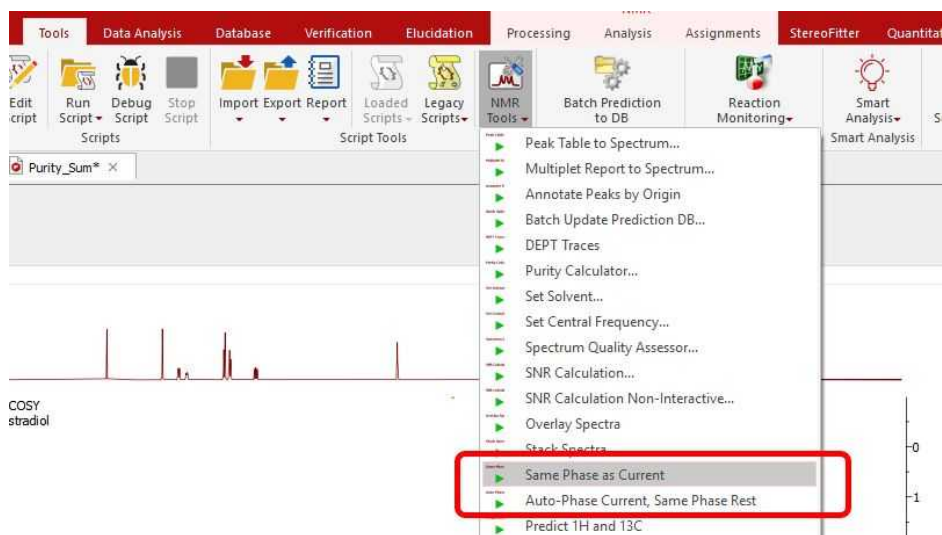 Tools Data Analysis Database Verification Elucidation Processing Analysis Assignments StereoFitter
Edit Run Debug Stop Import Export Report Loaded Legacy NMR Batch Prediction Reaction Smart
Script Script Script Scripts Scripts Tools to DB Monitoring Analysis
Scripts Script Tools Smart Analysis
Purity_Sum* ×
Peak Table to Spectrum...
Multiplet Report to Spectrum...
Annotate Peaks by Origin
Batch Update Prediction DB...
DEPT Traces
Purity Calculator...
Set Solvent...
Set Central Frequency...
Spectrum Quality Assessor...
SNR Calculation...
SNR Calculation Non-Interactive...
Overlay Spectra
Stack Spectra
COSY
stradiol
Same Phase as Current
Auto-Phase Current, Same Phase Rest
Predict 1H and 13C
0
1